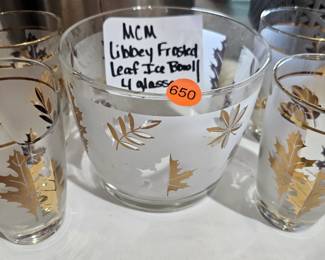 MCM
Libbey Frosted
Leaf Ice Bowl
4 glasses
650